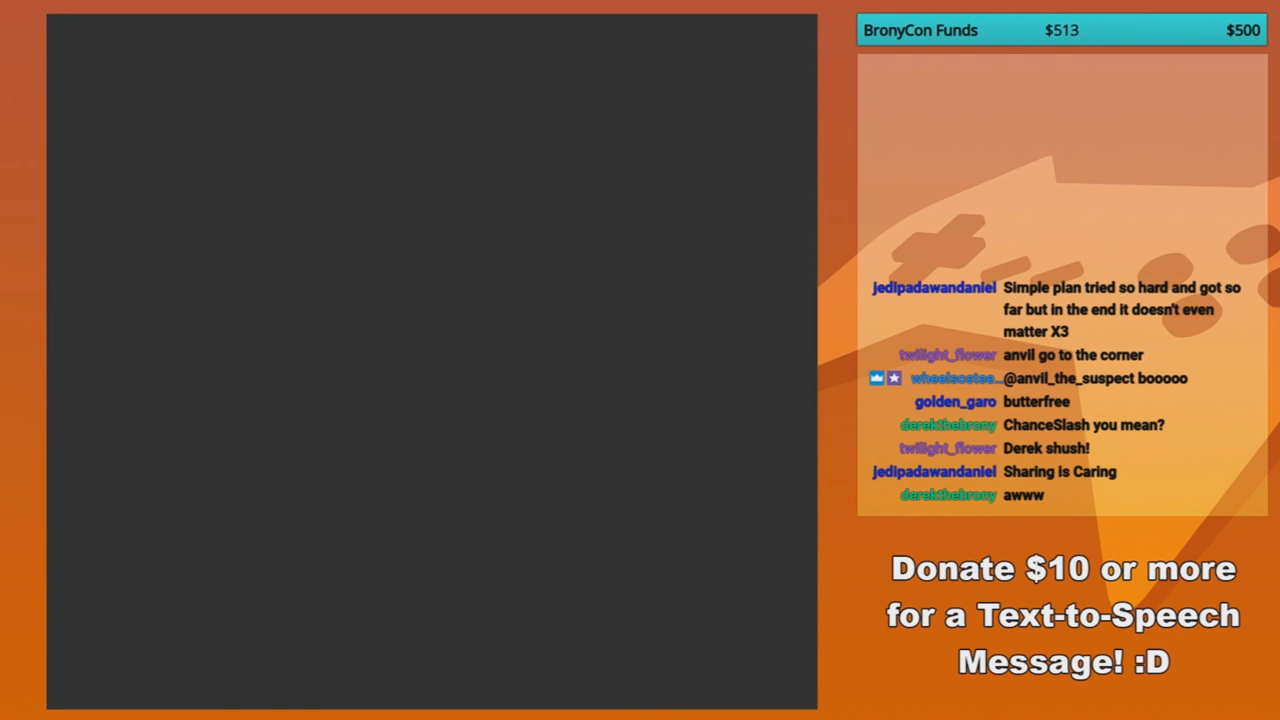 BronyCon Funds $513 $500
jedipadawandaniel Simple plan tried so hard and got so
far but in the end it doesn't even
matter X3
twilight_flower anvil go to the corner
wheelsostee... @anvil_the_suspect booooo
golden_garo butterfree
derekthebrony ChanceSlash you mean?
twilight_flower Derek shush!
jedipadawandaniel Sharing is Caring
derekthebrony awww
Donate $10 or more
for a Text-to-Speech
Message! :D